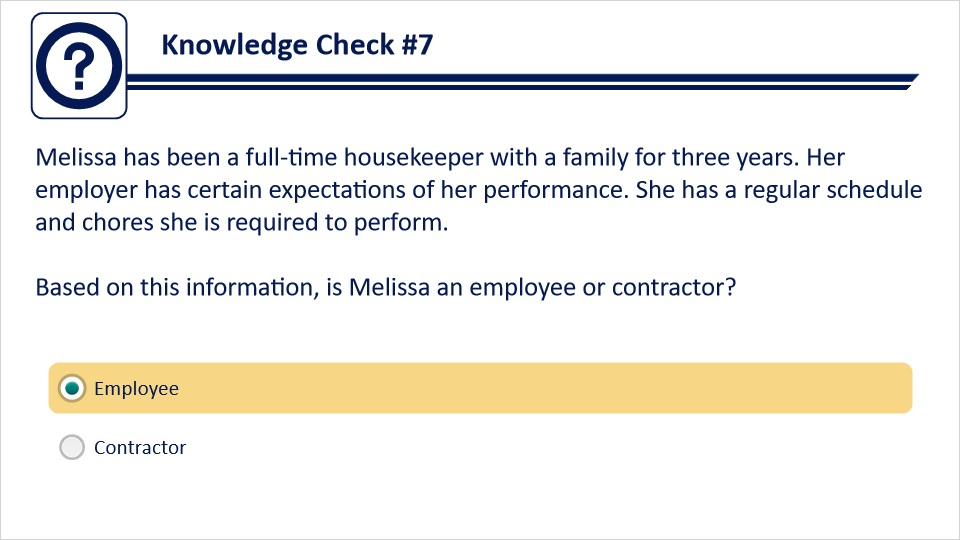 ?
Knowledge Check #7
Melissa has been a full-time housekeeper with a family for three years. Her
employer has certain expectations of her performance. She has a regular schedule
and chores she is required to perform.
Based on this information, is Melissa an employee or contractor?
Employee
Contractor